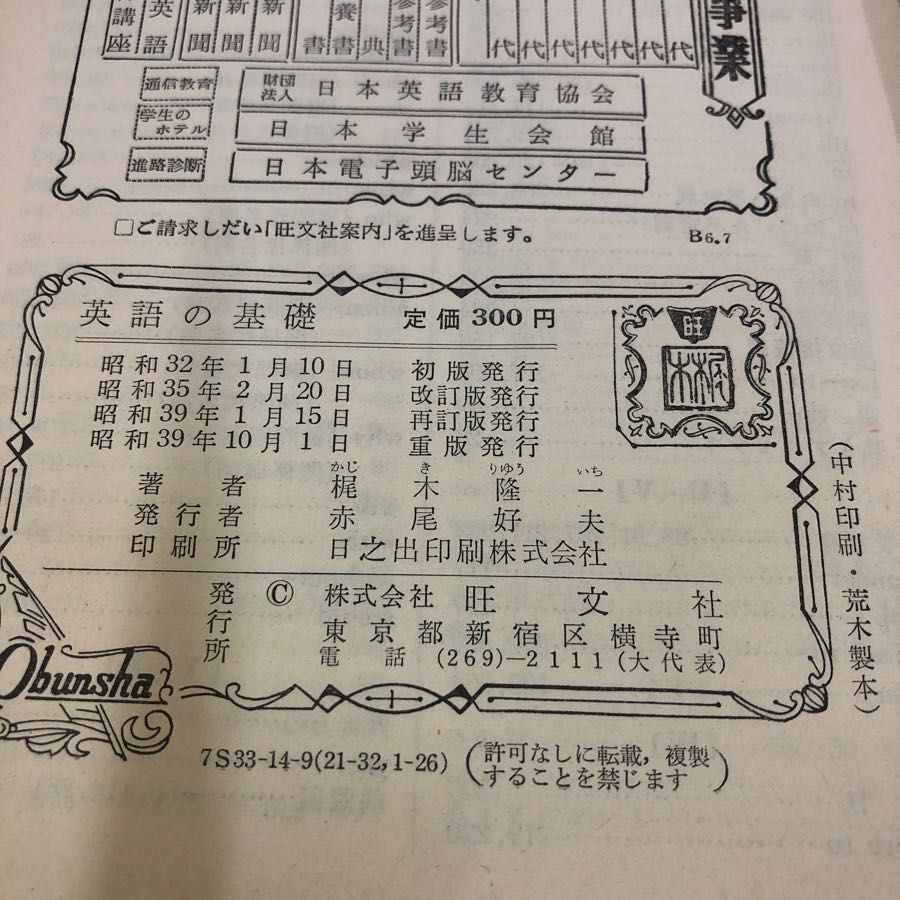 事業
代 代 代 代 代 代 代
参考書
参考書
典
養書
書
新聞
新聞
新聞
英語
講座
通信教育 財団法人 日本英語教育協会
学生のホテル 日本学生会館
進路診断 日本電子頭脳センター
□ご請求しだい「旺文社案内」を進呈します。 B6.7
英語の基礎 定価 300円
旺
昭和32年1月10日 初版発行
昭和35年2月20日 改訂版発行
昭和39年1月15日 再訂版発行
昭和39年10月1日 重版発行
かじ き りゆう いち
著者 梶木隆一
発行者 赤尾好夫
印刷所 日之出印刷株式会社
発行所 © 株式会社 旺文社
東京都新宿区横寺町
電話 (269)—2111(大代表)
(中村印刷・荒木製本)
Obunsha
7S33-14-9(21-32, 1-26) (許可なしに転載, 複製
することを禁じます)